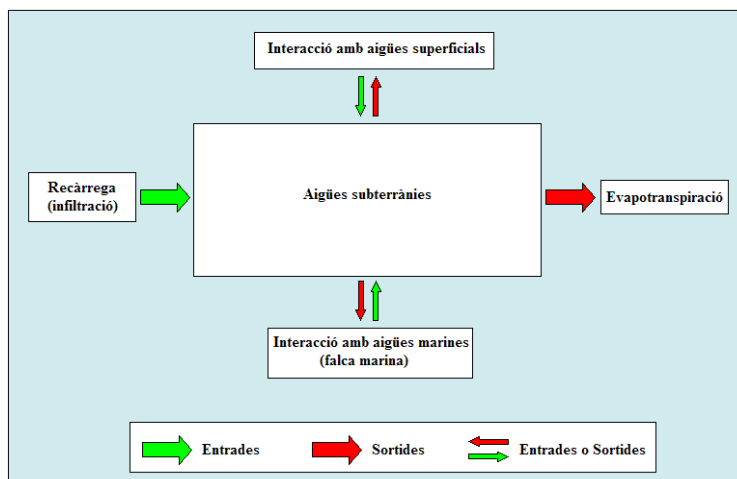 Interacció amb aigües superficials
Recàrrega
(infiltració)
Aigües subterrànies
Evapotranspiració
Interacció amb aigües marines
(falca marina)
Entrades
Sortides
Entrades o Sortides